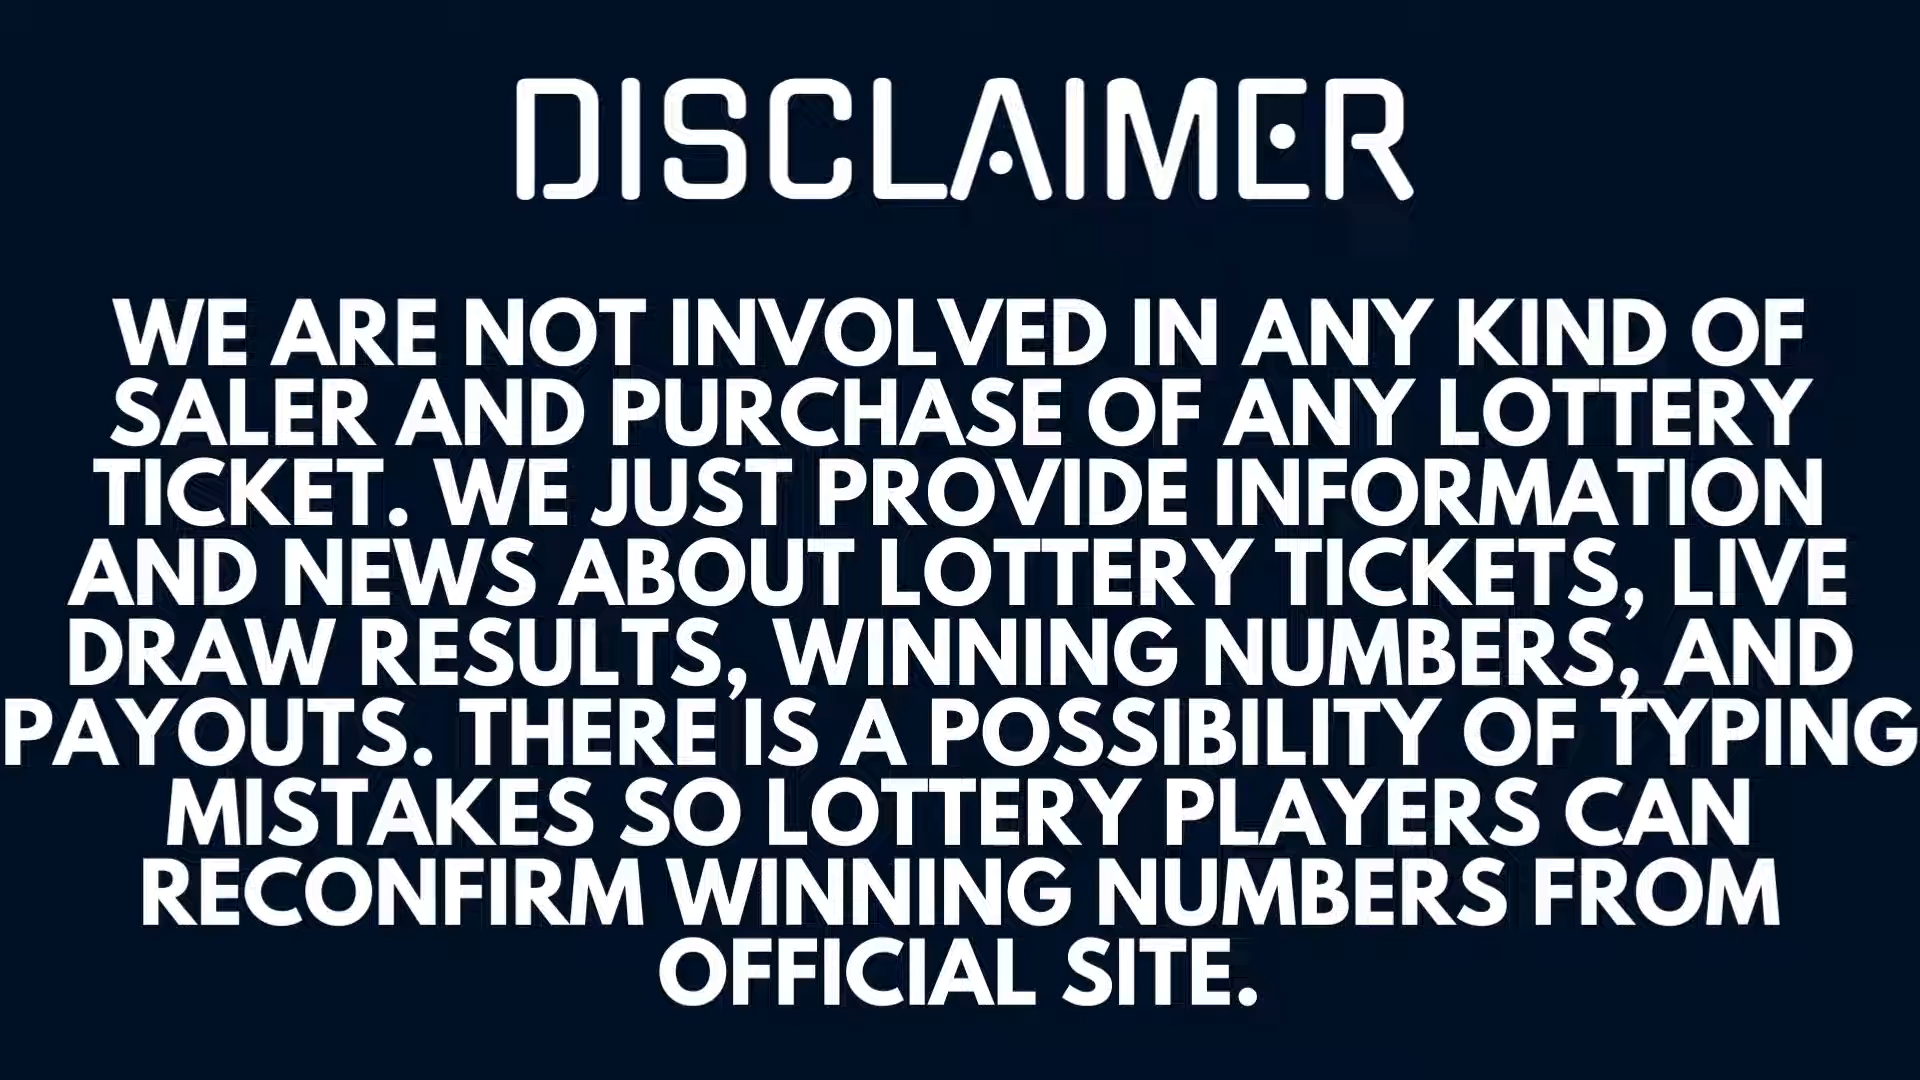 DISCLAIMER
WE ARE NOT INVOLVED IN ANY KIND OF
SALER AND PURCHASE OF ANY LOTTERY
TICKET. WE JUST PROVIDE INFORMATION
AND NEWS ABOUT LOTTERY TICKETS, LIVE
DRAW RESULTS, WINNING NUMBERS, AND
PAYOUTS. THERE IS A POSSIBILITY OF TYPING
MISTAKES SO LOTTERY PLAYERS CAN
RECONFIRM WINNING NUMBERS FROM
OFFICIAL SITE.